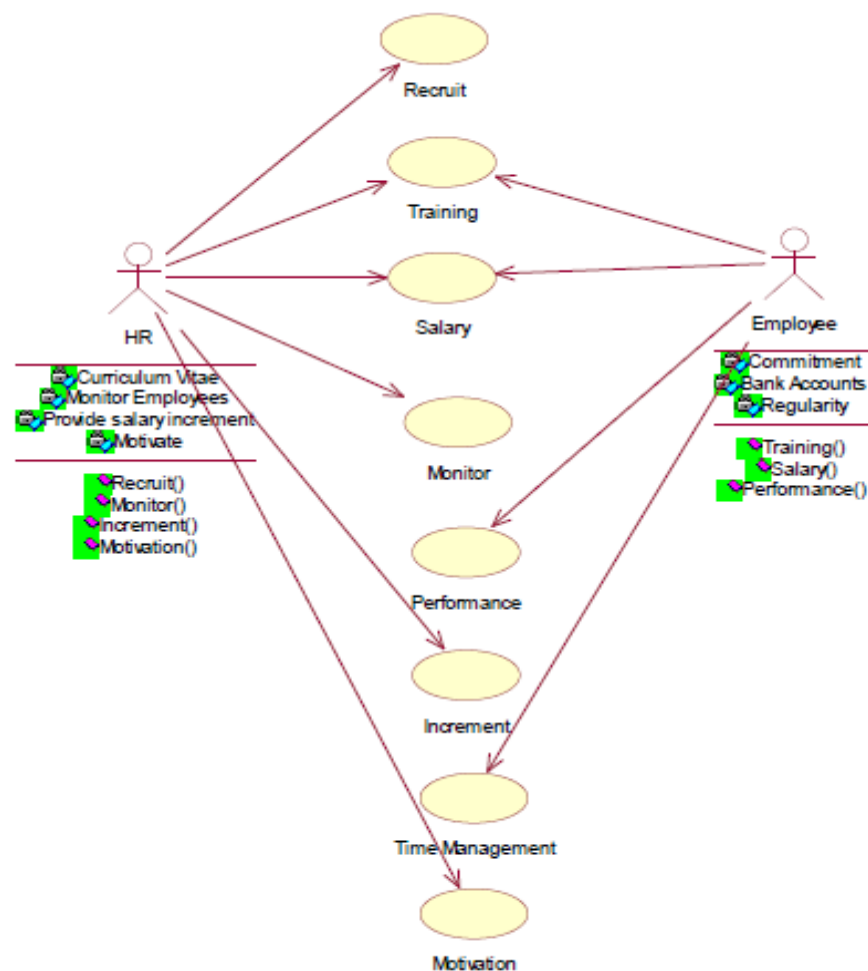 Recruit
Training
Salary
HR
Employee
Curriculum Vitae
Monitor Employees
Provide salary increment
Motivate
Recruit()
Monitor()
Increment()
Motivation()
Commitment
Bank Accounts
Regularity
Training()
Salary()
Performance()
Monitor
Performance
Increment
Time Management
Motivation